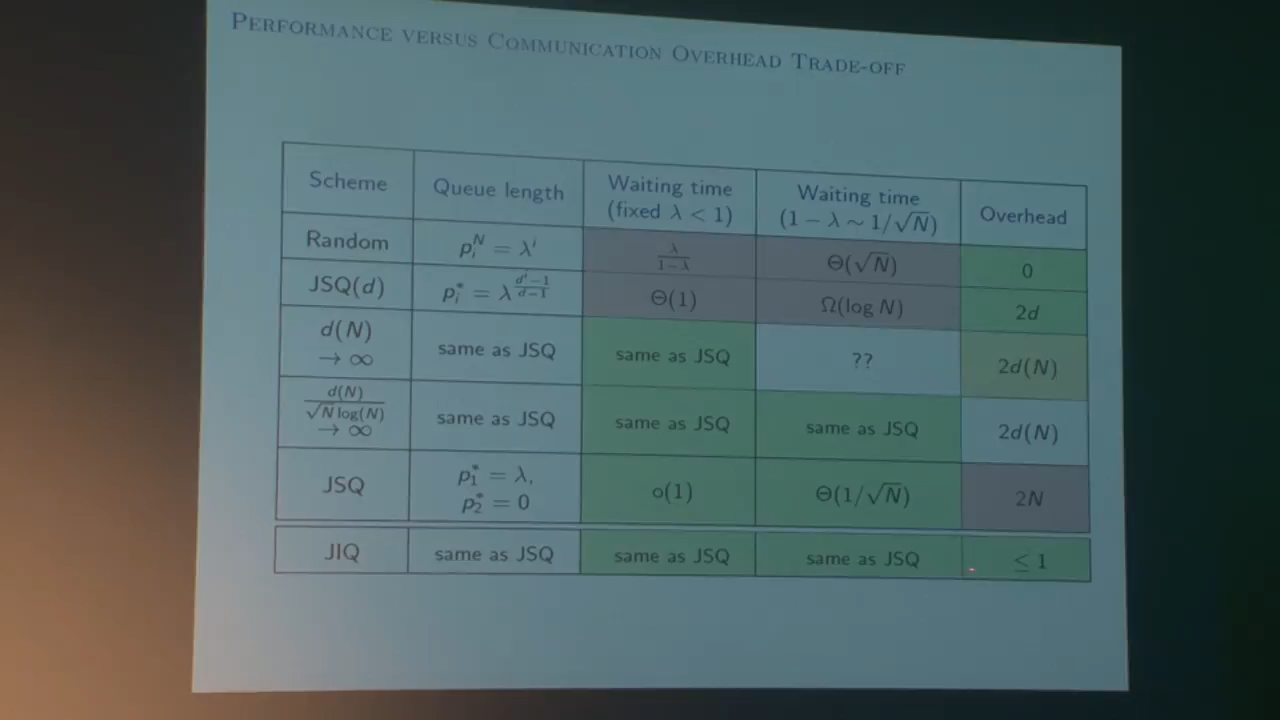 PERFORMANCE VERSUS COMMUNICATION OVERHEAD TRADE-OFF
Scheme | Queue length | Waiting time (fixed λ < 1) | Waiting time (1 − λ ~ 1/√N) | Overhead
Random | p_i^N = λ^i | λ/(1−λ) | Θ(√N) | 0
JSQ(d) | p_i^* = λ^((d^i−1)/(d−1)) | Θ(1) | Ω(log N) | 2d
d(N) → ∞ | same as JSQ | same as JSQ | ?? | 2d(N)
d(N)/(√N log(N)) → ∞ | same as JSQ | same as JSQ | same as JSQ | 2d(N)
JSQ | p_1^* = λ, p_2^* = 0 | o(1) | Θ(1/√N) | 2N
JIQ | same as JSQ | same as JSQ | same as JSQ | ≤ 1